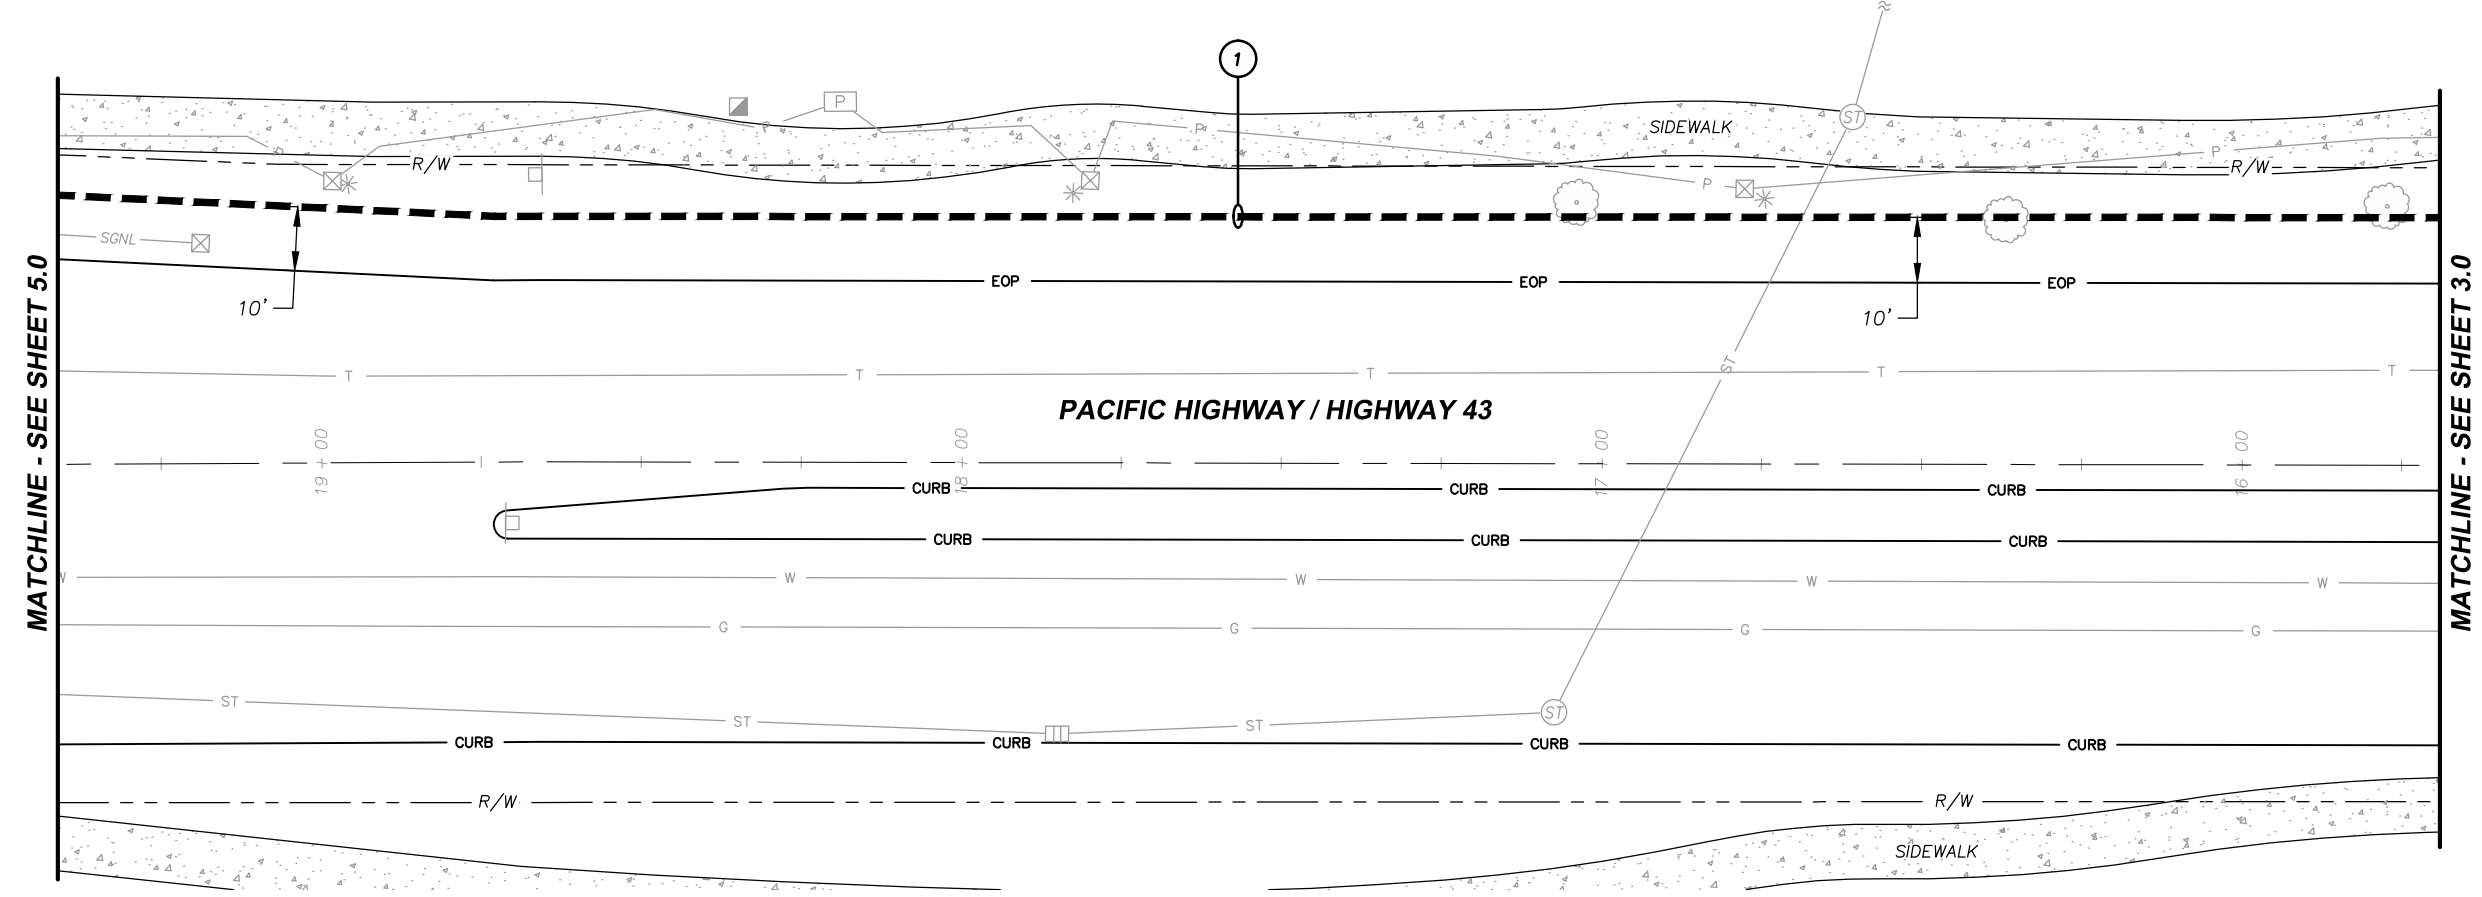 1
P
ST
P
P
P
SIDEWALK
P
P
R/W
R/W
P
SGNL
EOP
EOP
EOP
10'
10'
ST
T
T
T
T
T
PACIFIC HIGHWAY / HIGHWAY 43
19+00
18+00
17+00
16+00
CURB
CURB
CURB
CURB
CURB
CURB
W
W
W
W
W
G
G
G
G
ST
ST
ST
ST
CURB
CURB
CURB
CURB
R/W
R/W
SIDEWALK
MATCHLINE - SEE SHEET 5.0
MATCHLINE - SEE SHEET 3.0